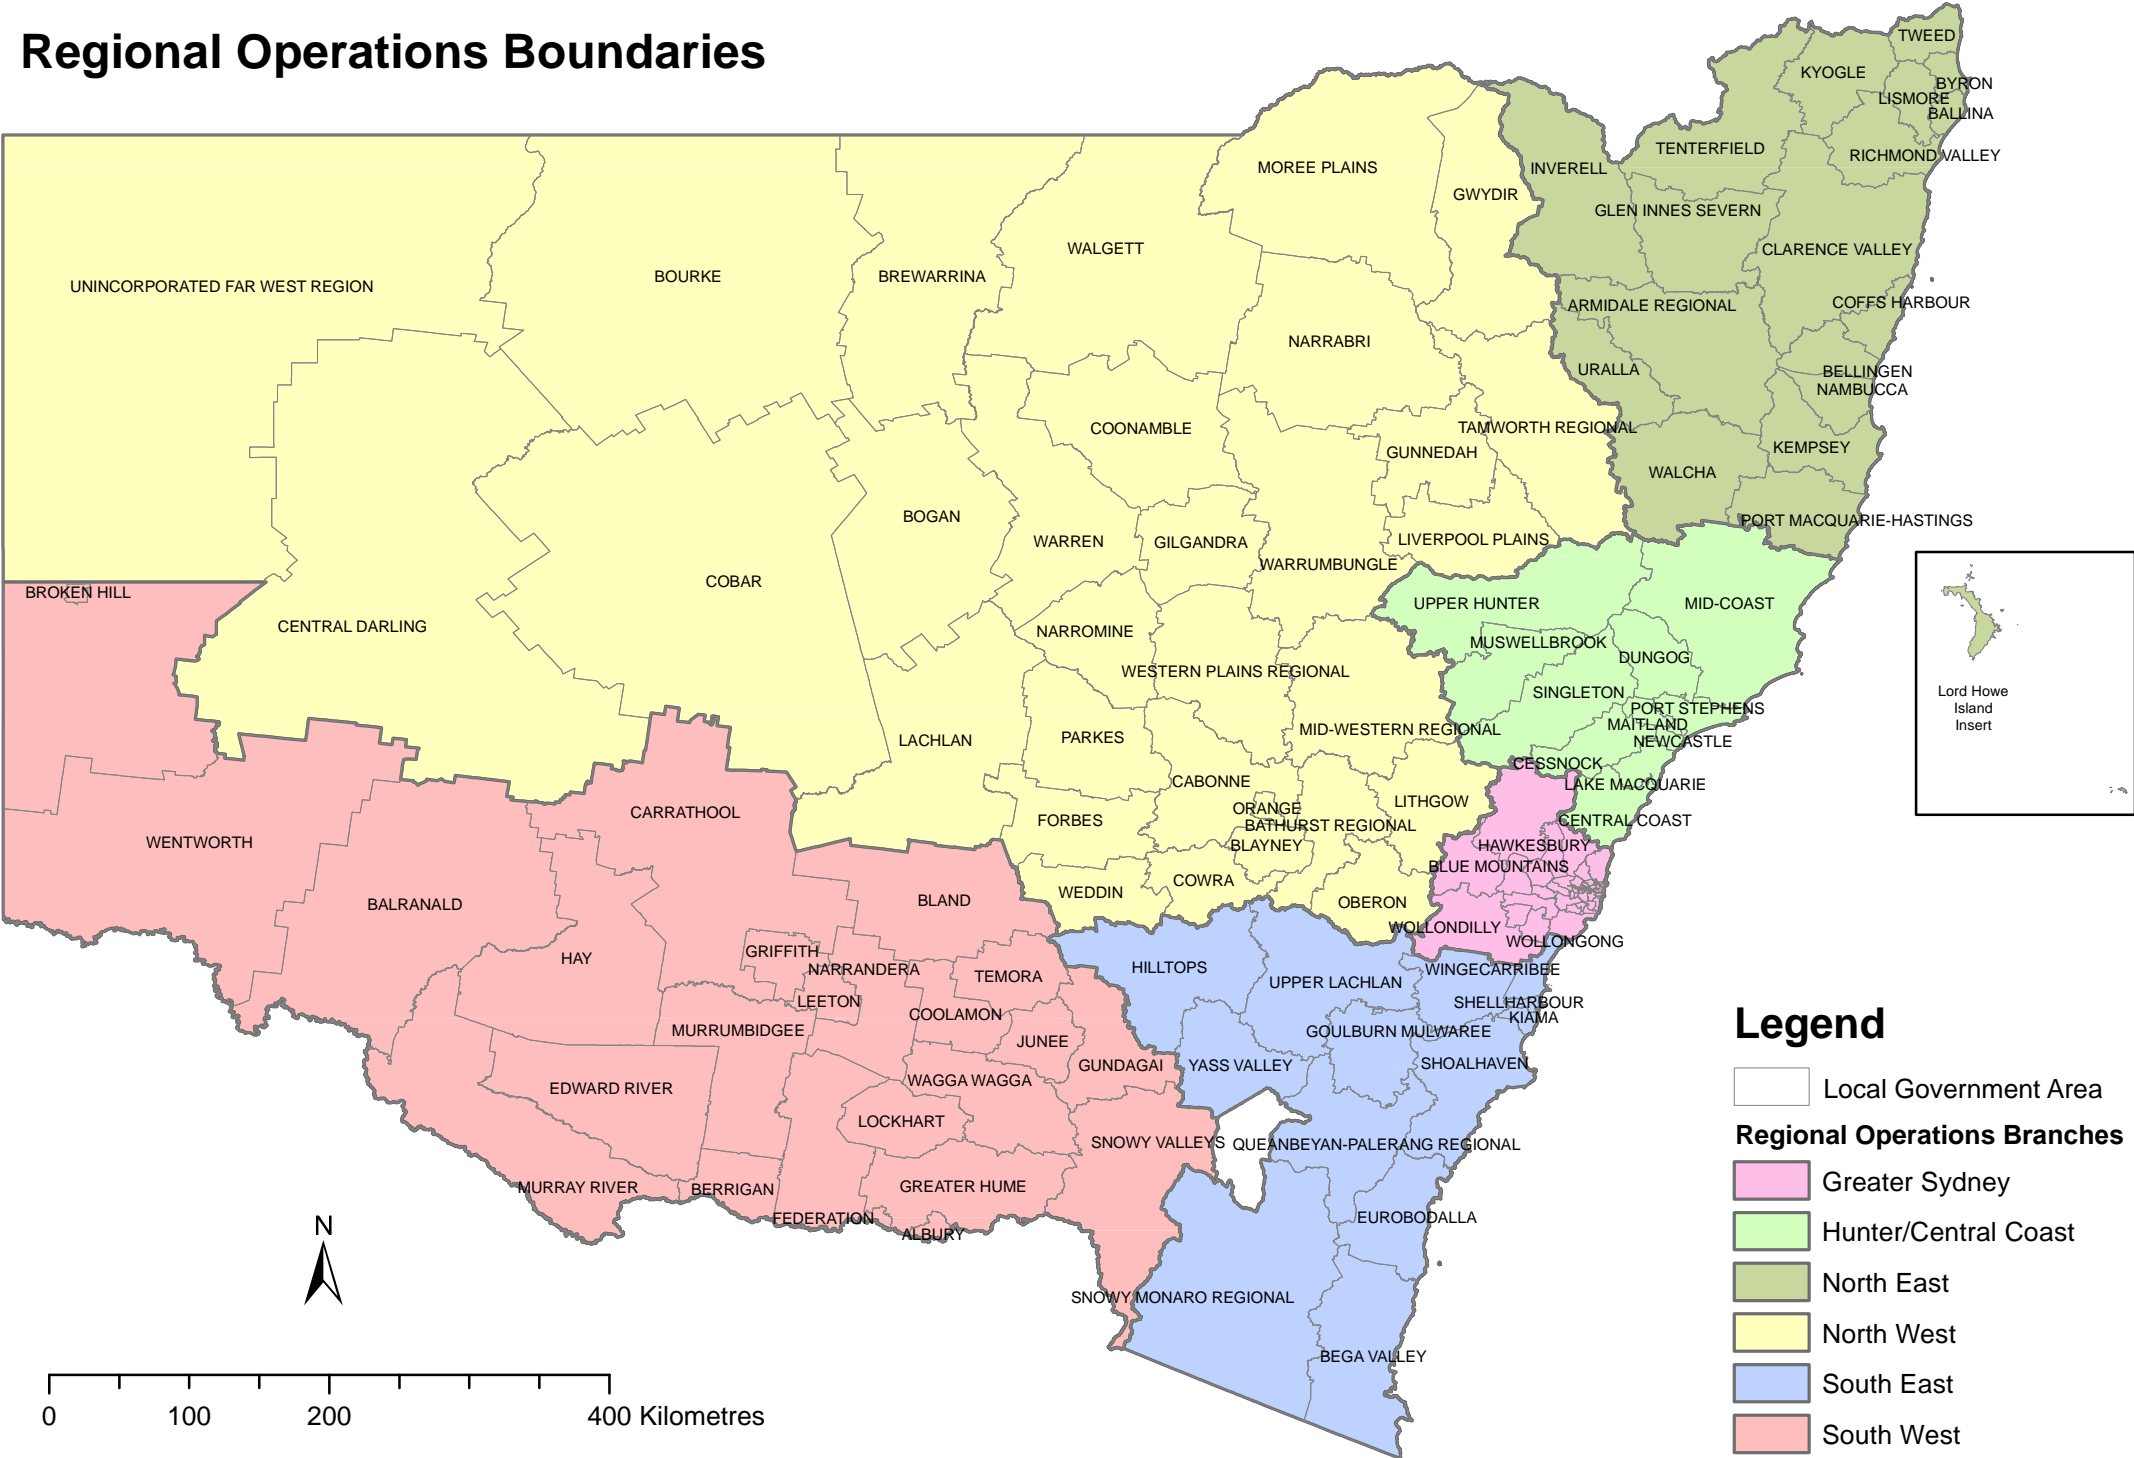 Regional Operations Boundaries
TWEED
KYOGLE
BYRON
LISMORE
BALLINA
TENTERFIELD
RICHMOND VALLEY
MOREE PLAINS
INVERELL
GWYDIR
GLEN INNES SEVERN
WALGETT
CLARENCE VALLEY
BOURKE
BREWARRINA
UNINCORPORATED FAR WEST REGION
COFFS HARBOUR
ARMIDALE REGIONAL
NARRABRI
URALLA
BELLINGEN
NAMBUCCA
COONAMBLE
TAMWORTH REGIONAL
GUNNEDAH
KEMPSEY
WALCHA
BOGAN
PORT MACQUARIE-HASTINGS
WARREN
GILGANDRA
LIVERPOOL PLAINS
WARRUMBUNGLE
COBAR
BROKEN HILL
UPPER HUNTER
MID-COAST
CENTRAL DARLING
NARROMINE
MUSWELLBROOK
DUNGOG
WESTERN PLAINS REGIONAL
SINGLETON
Lord Howe
Island
Insert
PORT STEPHENS
MAITLAND
MID-WESTERN REGIONAL
LACHLAN
PARKES
NEWCASTLE
CESSNOCK
CABONNE
LAKE MACQUARIE
LITHGOW
ORANGE
CARRATHOOL
FORBES
BATHURST REGIONAL
CENTRAL COAST
WENTWORTH
BLAYNEY
HAWKESBURY
BLUE MOUNTAINS
COWRA
WEDDIN
BLAND
OBERON
BALRANALD
WOLLONDILLY
WOLLONGONG
GRIFFITH
HAY
NARRANDERA
TEMORA
HILLTOPS
WINGECARRIBEE
UPPER LACHLAN
LEETON
SHELLHARBOUR
COOLAMON
KIAMA
MURRUMBIDGEE
GOULBURN MULWAREE
JUNEE
GUNDAGAI
YASS VALLEY
SHOALHAVEN
WAGGA WAGGA
EDWARD RIVER
LOCKHART
SNOWY VALLEYS
QUEANBEYAN-PALERANG REGIONAL
MURRAY RIVER
BERRIGAN
GREATER HUME
FEDERATION
EUROBODALLA
ALBURY
SNOWY MONARO REGIONAL
BEGA VALLEY
N
0
100
200
400 Kilometres
Legend
Local Government Area
Regional Operations Branches
Greater Sydney
Hunter/Central Coast
North East
North West
South East
South West